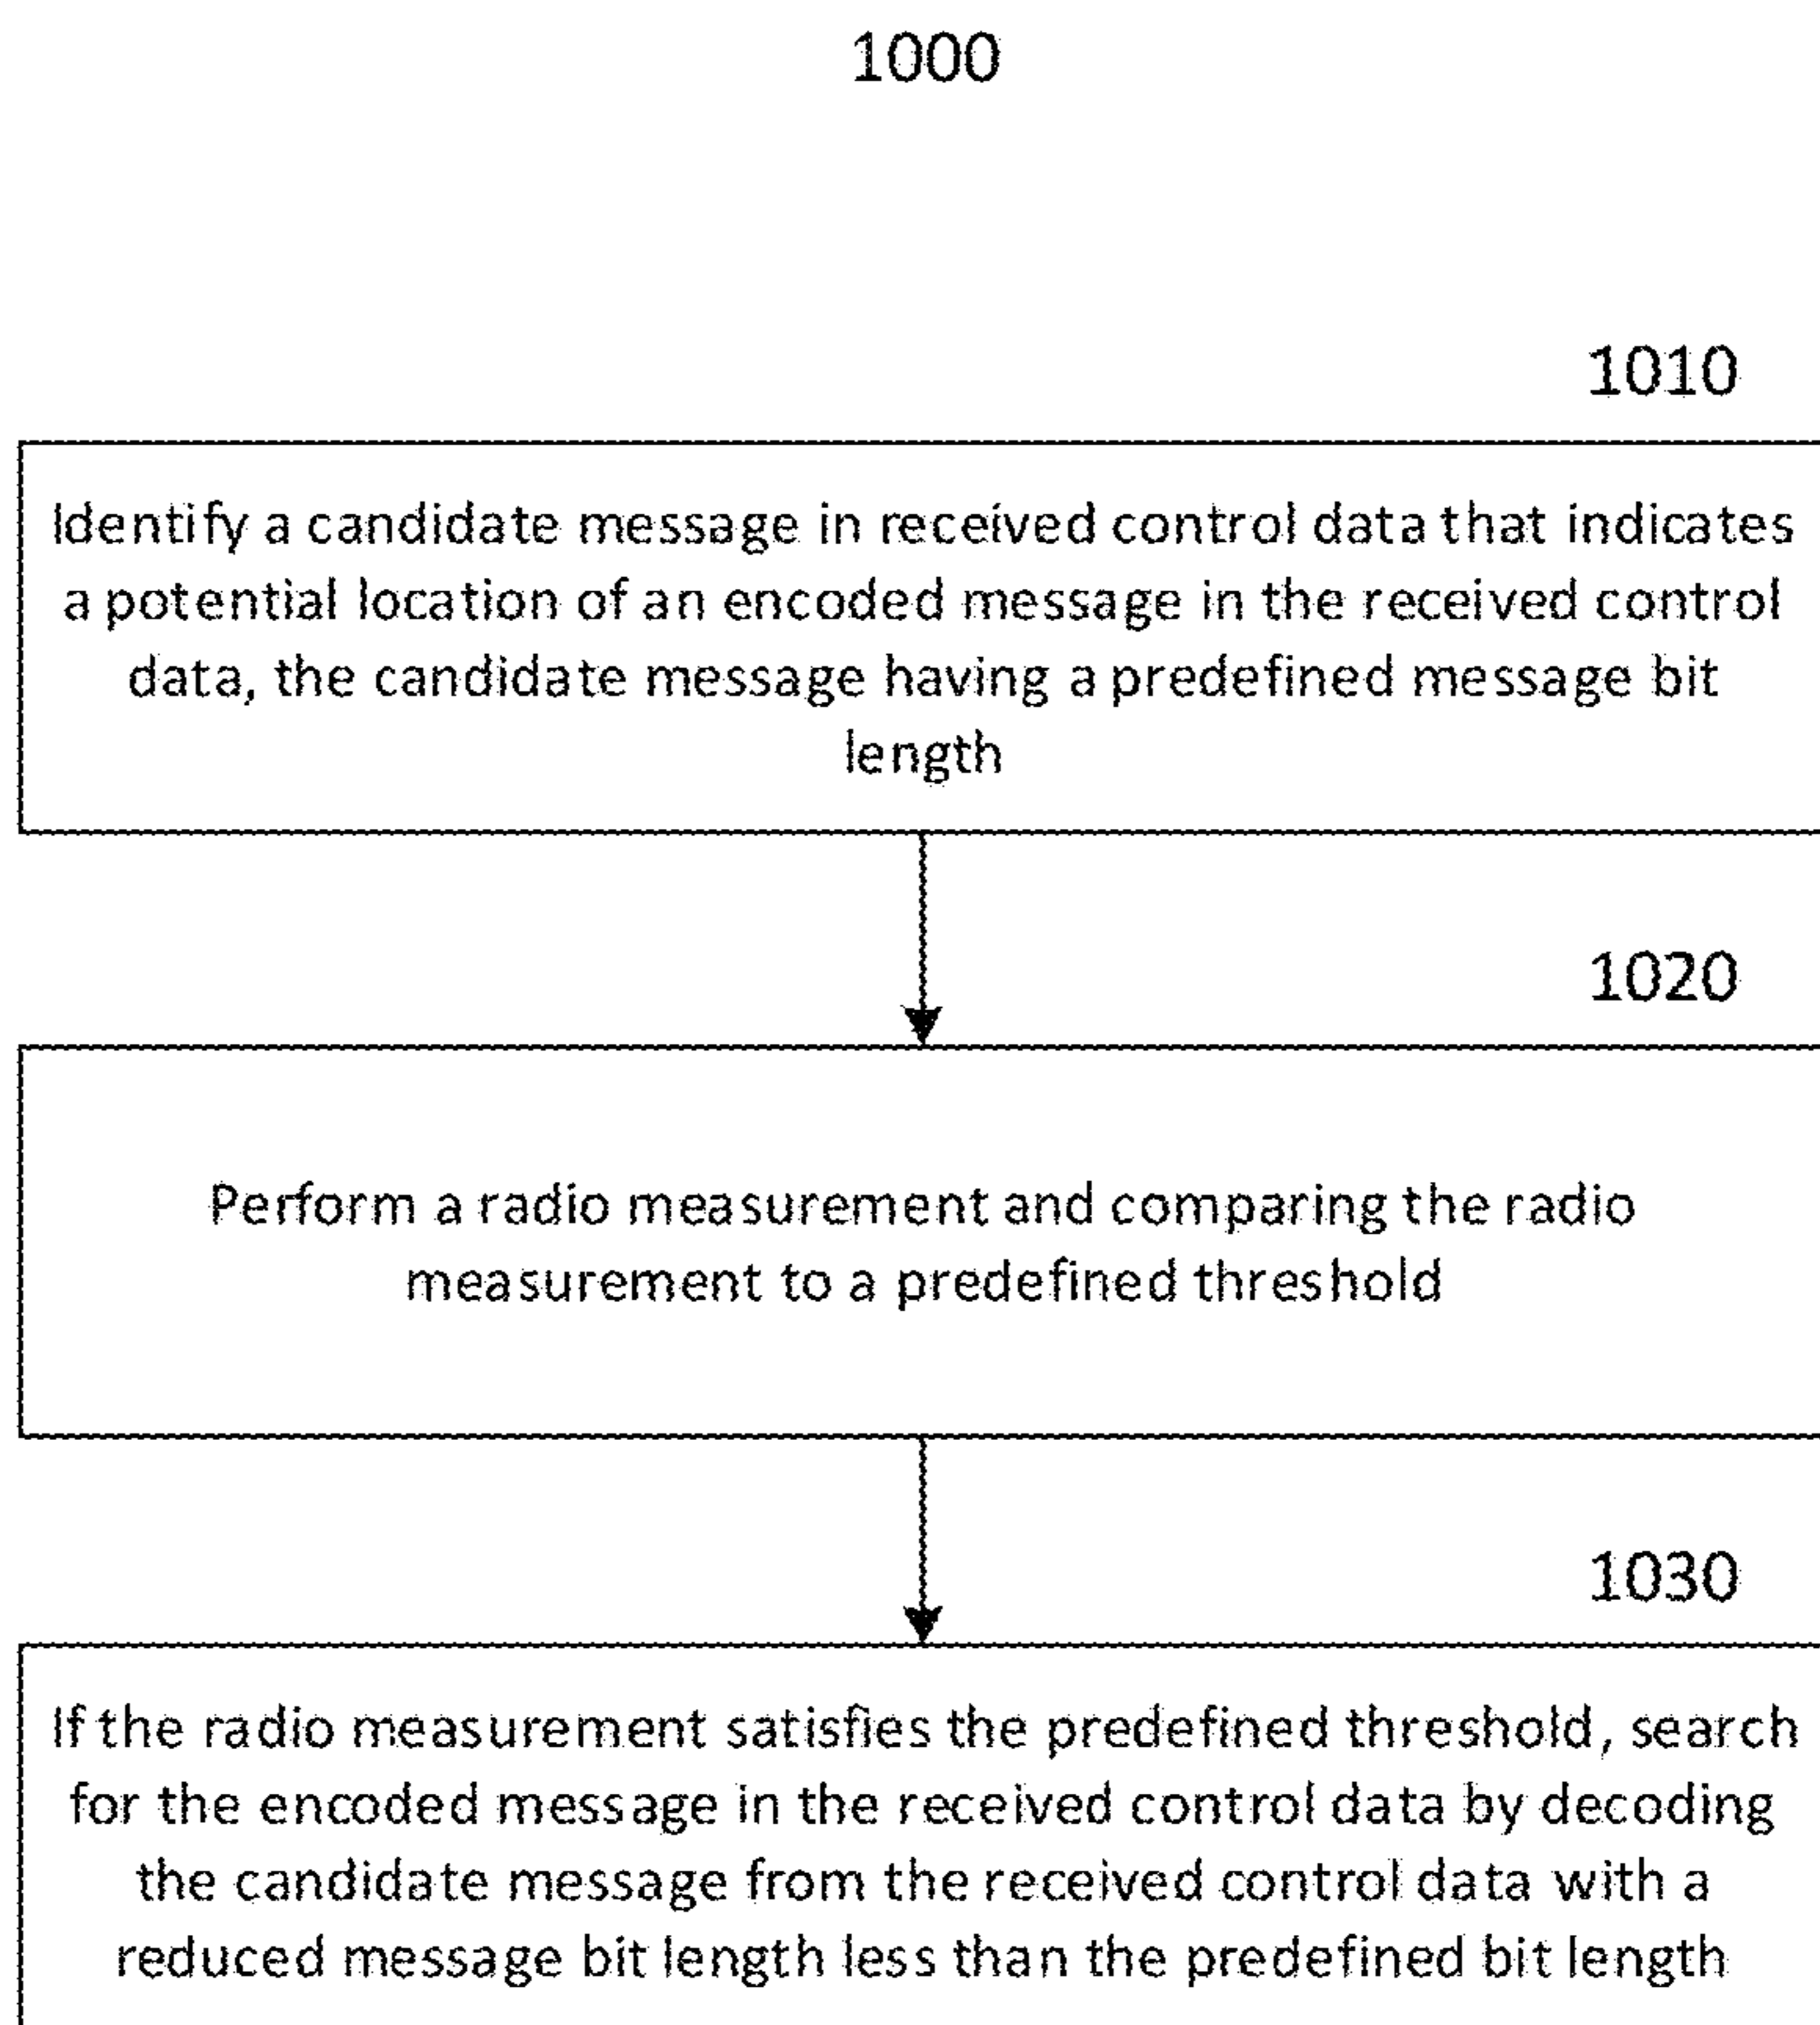 1000
1010
Identify a candidate message in received control data that indicates
a potential location of an encoded message in the received control
data, the candidate message having a predefined message bit
length
1020
Perform a radio measurement and comparing the radio
measurement to a predefined threshold
1030
If the radio measurement satisfies the predefined threshold, search
for the encoded message in the received control data by decoding
the candidate message from the received control data with a
reduced message bit length less than the predefined bit length